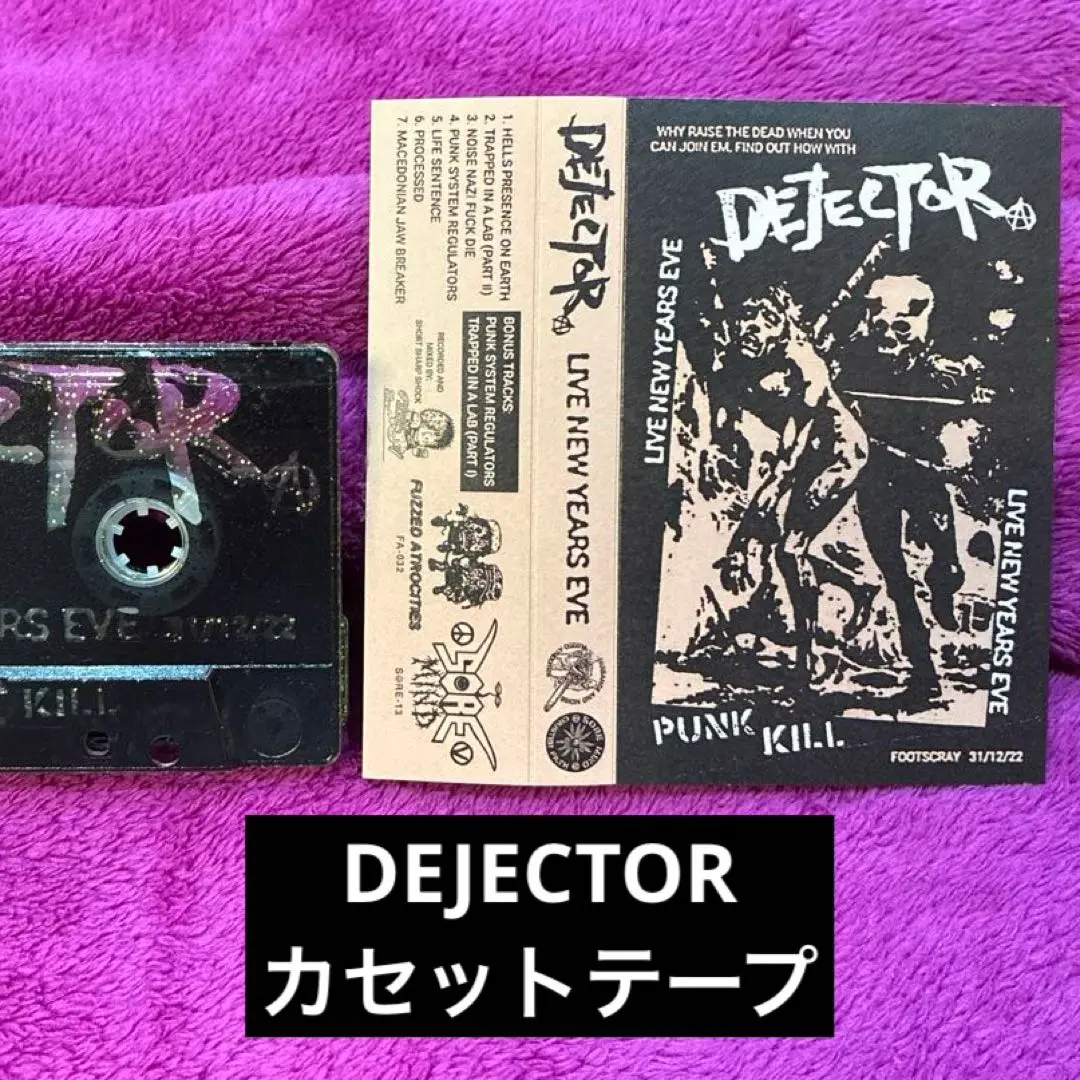 WHY RAISE THE DEAD WHEN YOU
CAN JOIN EM, FIND OUT HOW WITH
DEJECTOR
LIVE NEW YEARS EVE
LIVE NEW YEARS EVE
PUNK KILL
FOOTSCRAY 31/12/22
DEJECTOR LIVE NEW YEARS EVE
1. HELLS PRESENCE ON EARTH
2. TRAPPED IN A LAB (PART II)
3. NOISE NAZI FUCK DIE
4. PUNK SYSTEM REGULATORS
5. LIFE SENTENCE
6. PROCESSED
7. MACEDONIAN JAW BREAKER
BONUS TRACKS:
PUNK SYSTEM REGULATORS
TRAPPED IN A LAB (PART I)
RECORDED AND
MIXED BY:
SHORT SHARP SHOCK
FUZZED ATROCITIES
FA-032
SORE
MIND
SORE-13
CTOR
RS EVE 31/12/22
KILL
DEJECTOR
カセットテープ